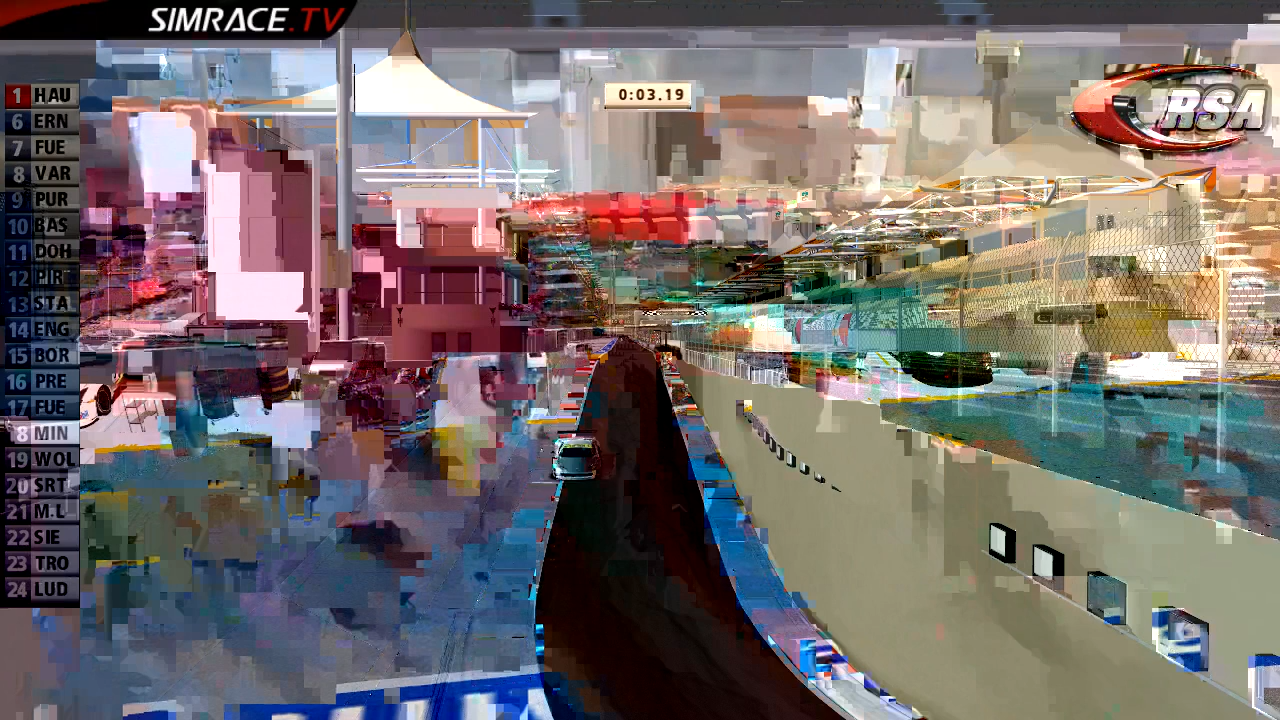 SIMRACE.TV
0:03.19
RSA
1 HAU
6 ERN
7 FUE
8 VAR
9 PUR
10 BAS
11 DOH
13 STA
14 ENG
15 BOR
16 PRE
17 FUE
8 MIN
19 WOL
20 SRT
21 M.L
22 SIE
23 TRO
24 LUD